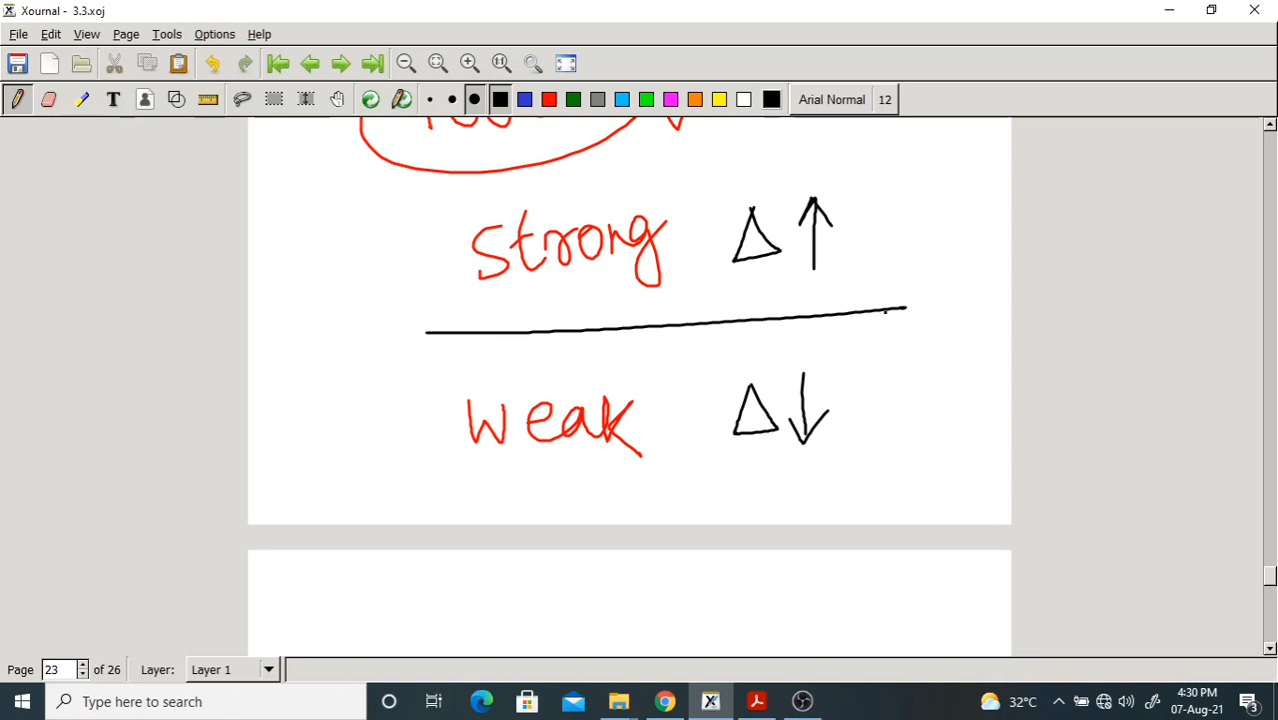 Xournal - 3.3.xoj
File Edit View Page Tools Options Help
Arial Normal 12
strong Δ ↑
weak Δ ↓
Page 23 of 26 Layer: Layer 1
Type here to search
32°C
4:30 PM
07-Aug-21
3